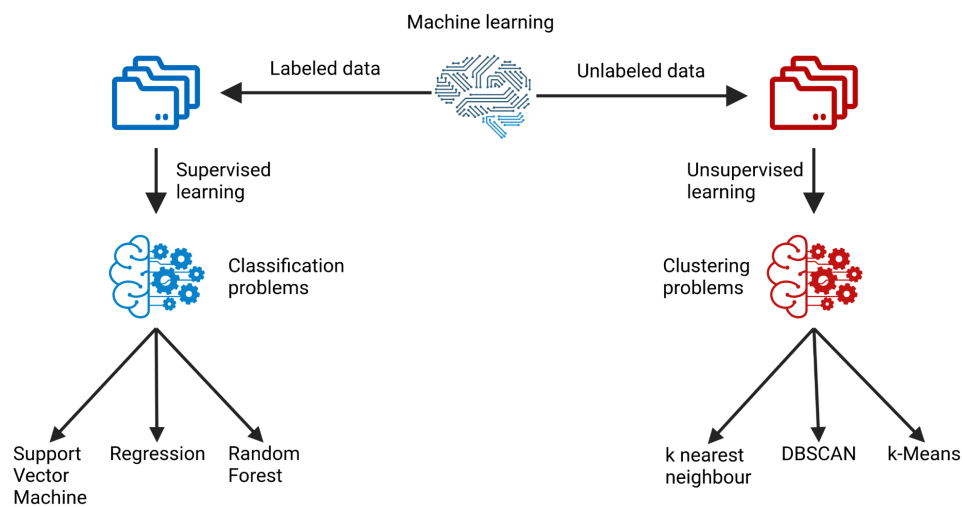 Machine learning
Labeled data
Unlabeled data
Supervised
learning
Unsupervised
learning
Classification
problems
Clustering
problems
Support
Vector
Machine
Regression
Random
Forest
k nearest
neighbour
DBSCAN
k-Means